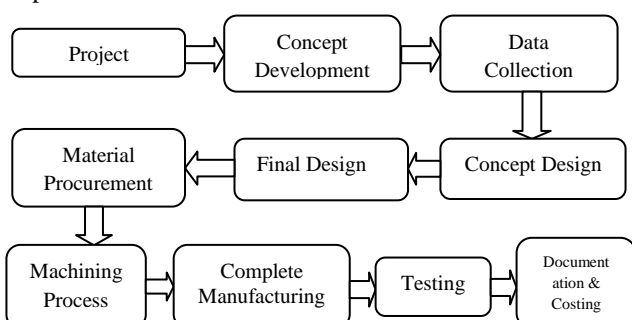 Project
Concept
Development
Data
Collection
Material
Procurement
Final Design
Concept Design
Machining
Process
Complete
Manufacturing
Testing
Document
ation &
Costing